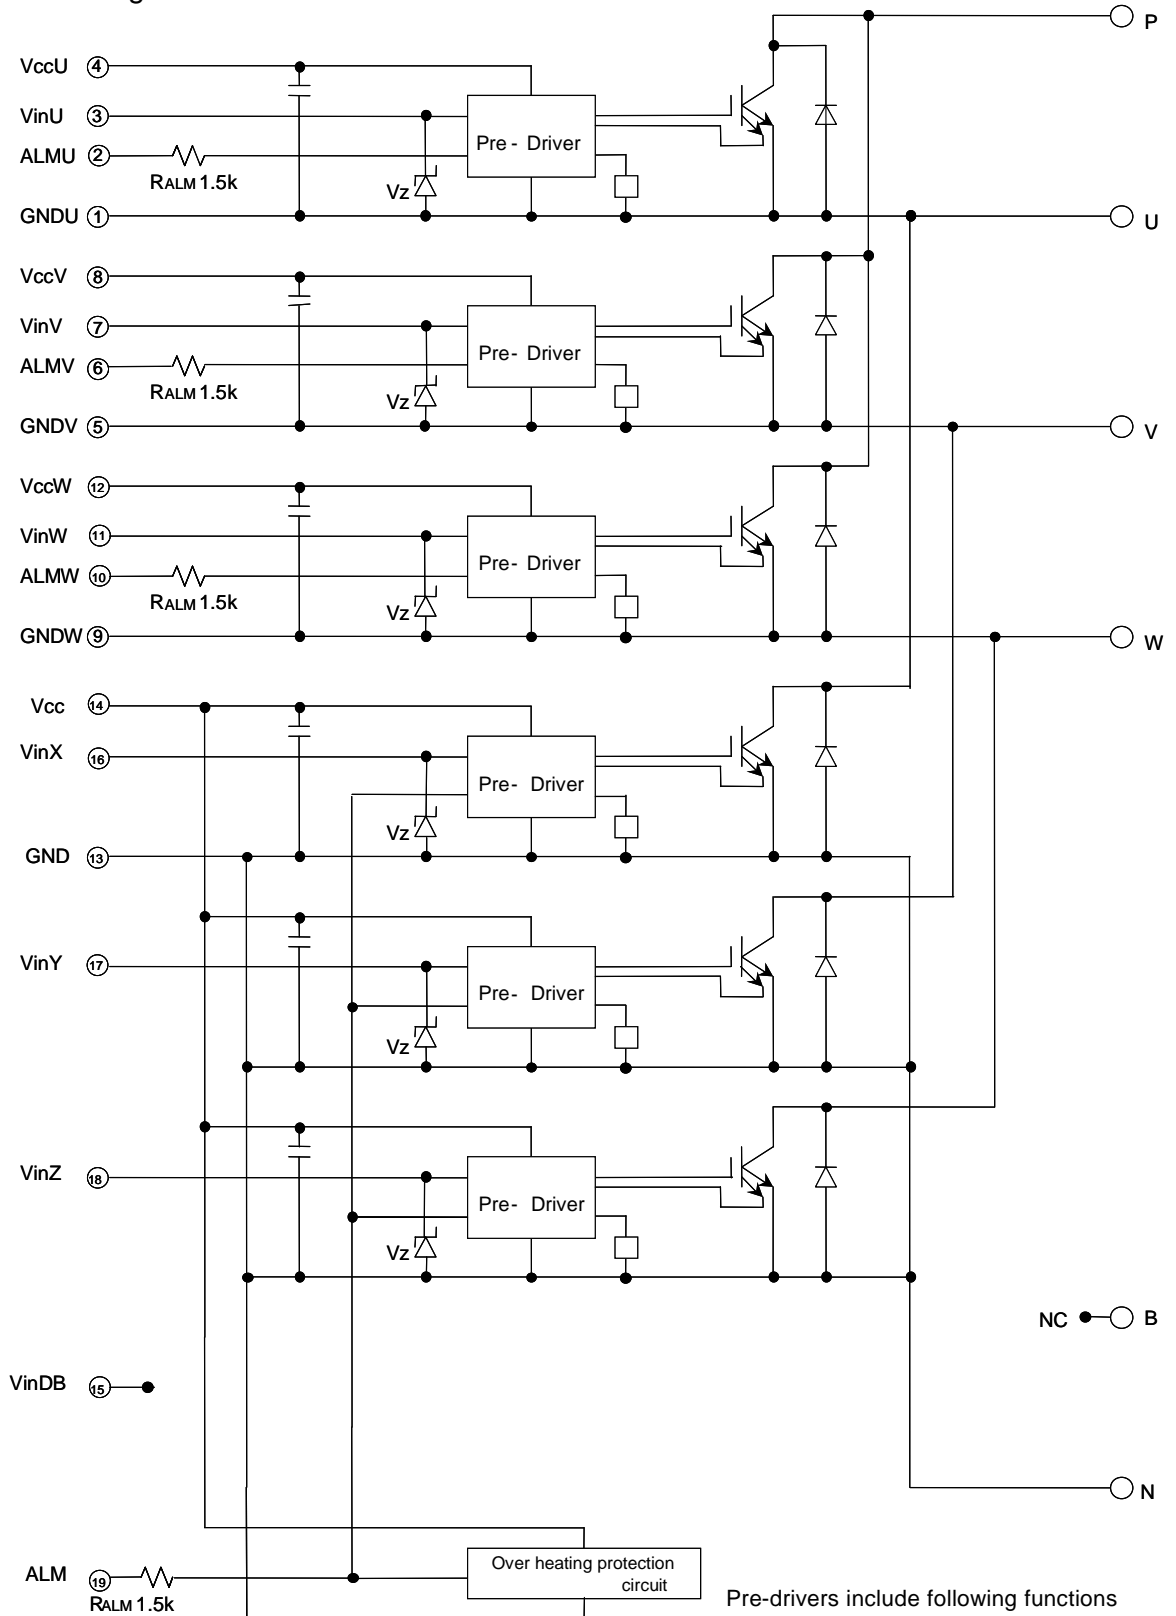 VccU 4
P
VinU 3
Pre - Driver
ALMU 2
RALM 1.5k
Vz
GNDU 1
U
VccV 8
VinV 7
Pre- Driver
ALMV 6
RALM 1.5k
Vz
GNDV 5
V
VccW 12
VinW 11
Pre- Driver
ALMW 10
RALM 1.5k
Vz
GNDW 9
W
Vcc 14
VinX 16
Pre- Driver
Vz
GND 13
VinY 17
Pre- Driver
Vz
VinZ 18
Pre- Driver
Vz
NC B
VinDB 15
N
ALM 19
RALM 1.5k
Over heating protection
circuit
Pre-drivers include following functions